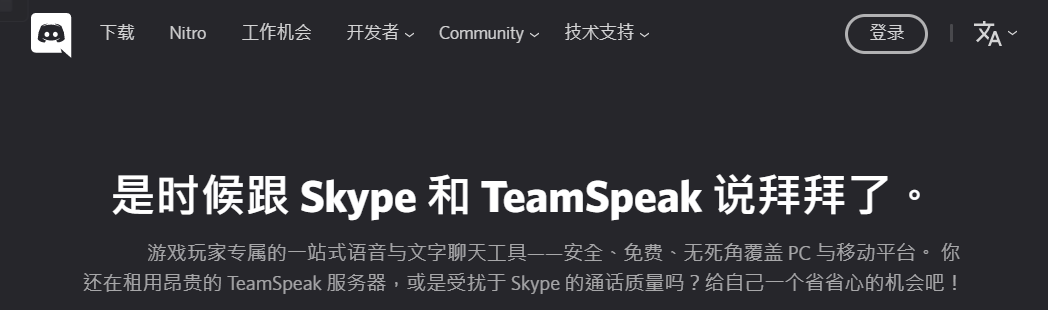 下载 Nitro 工作机会 开发者 Community 技术支持 登录
是时候跟 Skype 和 TeamSpeak 说拜拜了。
游戏玩家专属的一站式语音与文字聊天工具——安全、免费、无死角覆盖 PC 与移动平台。 你
还在租用昂贵的 TeamSpeak 服务器，或是受扰于 Skype 的通话质量吗？给自己一个省省心的机会吧！